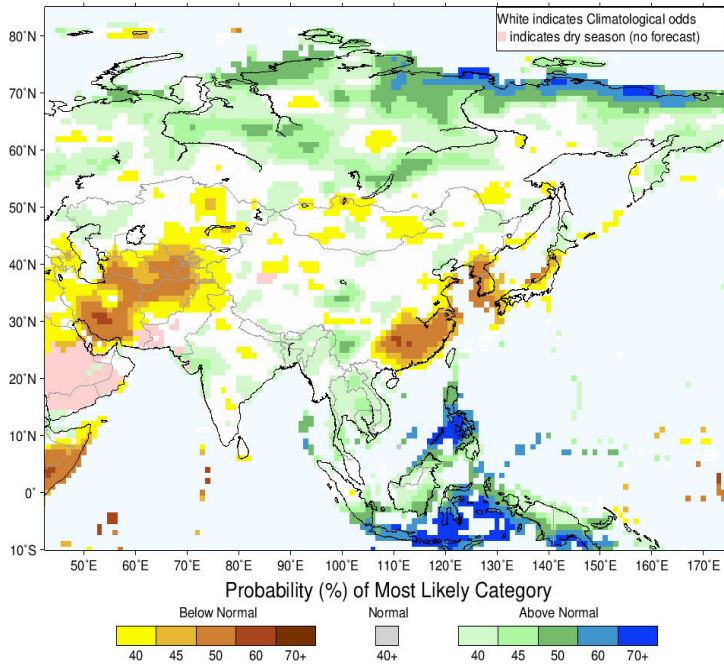 White indicates Climatological odds
indicates dry season (no forecast)
80˚N
70˚N
60˚N
50˚N
40˚N
30˚N
20˚N
10˚N
0˚
10˚S
50˚E 60˚E 70˚E 80˚E 90˚E 100˚E 110˚E 120˚E 130˚E 140˚E 150˚E 160˚E 170˚E
Probability (%) of Most Likely Category
Below Normal Normal Above Normal
40 45 50 60 70+ 40+ 40 45 50 60 70+